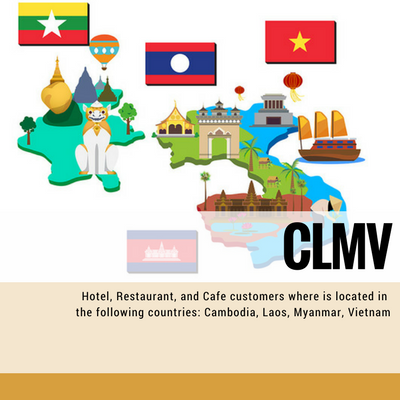 CLMV
Hotel, Restaurant, and Cafe customers where is located in
the following countries: Cambodia, Laos, Myanmar, Vietnam